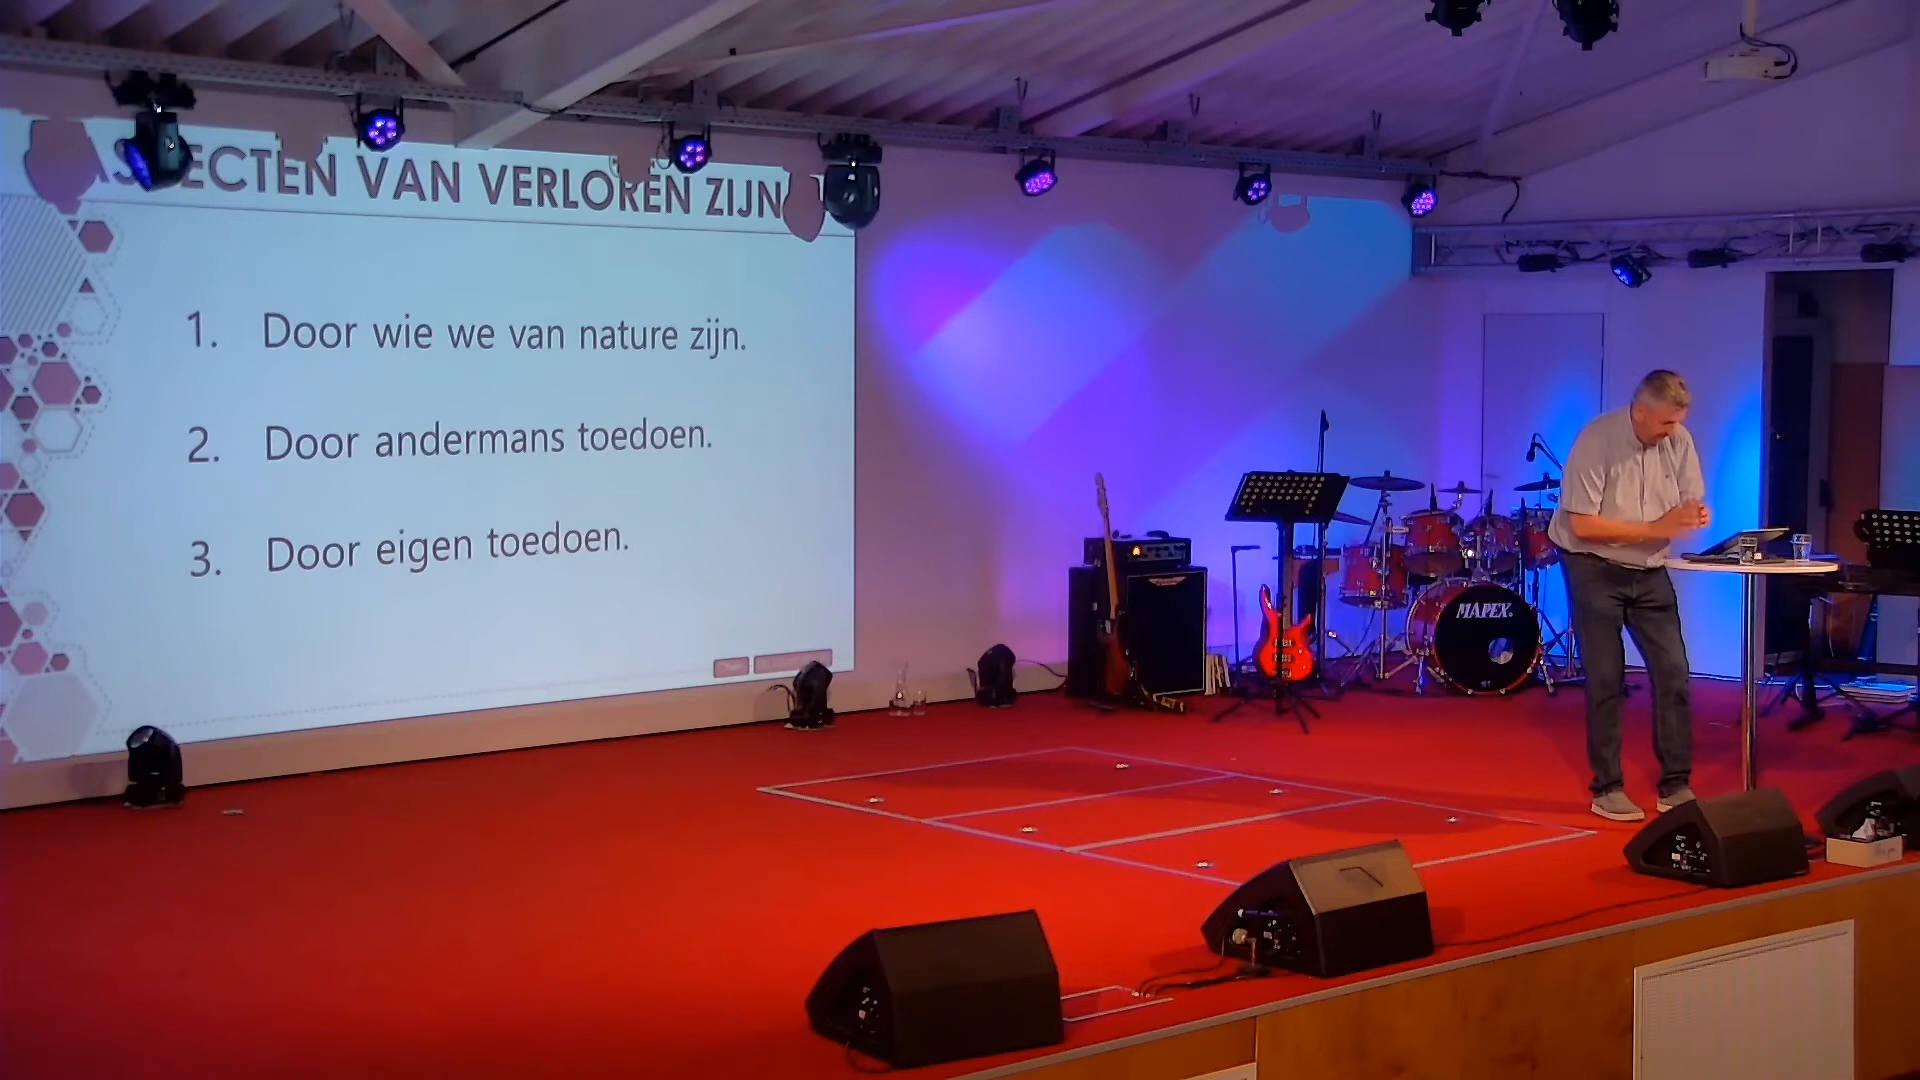 ASPECTEN VAN VERLOREN ZIJN
1. Door wie we van nature zijn.
2. Door andermans toedoen.
3. Door eigen toedoen.
MAPEX